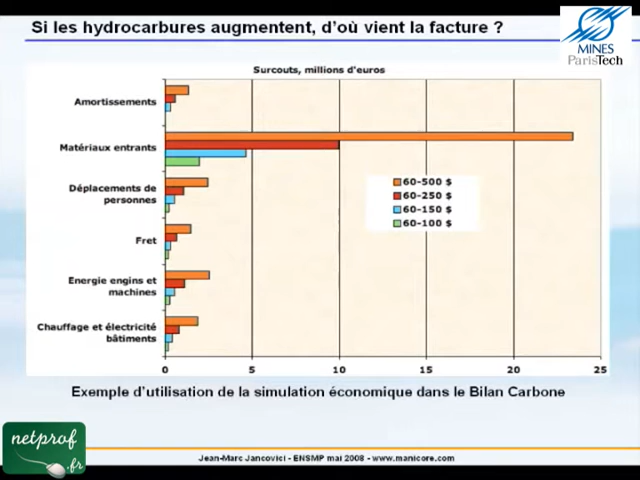 Si les hydrocarbures augmentent, d'où vient la facture ?
MINES
ParisTech
Surcouts, millions d'euros
Amortissements
Matériaux entrants
Déplacements de
personnes
Fret
Energie engins et
machines
Chauffage et électricité
bâtiments
60-500 $
60-250 $
60-150 $
60-100 $
0 5 10 15 20 25
Exemple d'utilisation de la simulation économique dans le Bilan Carbone
netprof
.fr
Jean-Marc Jancovici - ENSMP mai 2008 - www.manicore.com